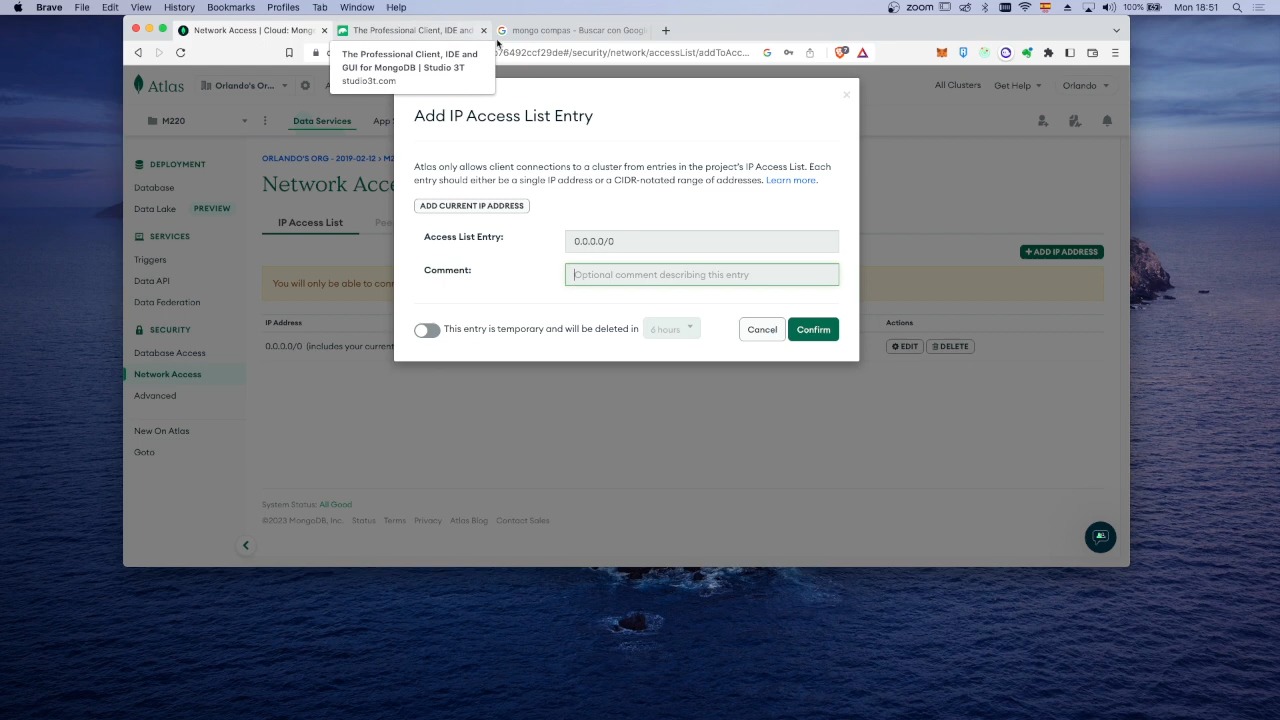 Brave File Edit View History Bookmarks Profiles Tab Window Help zoom 100% Mon 18:51
Network Access | Cloud: Mong
The Professional Client, IDE and
mongo compas - Buscar con Google
76492ccf29de#/security/network/accessList/addToAcc...
The Professional Client, IDE and
GUI for MongoDB | Studio 3T
studio3t.com
Atlas Orlando's Or... All Clusters Get Help Orlando
M220 Data Services App
Add IP Access List Entry
Atlas only allows client connections to a cluster from entries in the project's IP Access List. Each
entry should either be a single IP address or a CIDR-notated range of addresses. Learn more.
ADD CURRENT IP ADDRESS
Access List Entry: 0.0.0.0/0
Comment: Optional comment describing this entry
This entry is temporary and will be deleted in 6 hours Cancel Confirm
DEPLOYMENT
Database
Data Lake PREVIEW
SERVICES
Triggers
Data API
Data Federation
SECURITY
Database Access
Network Access
Advanced
New On Atlas
Goto
ORLANDO'S ORG - 2019-02-12 > M2
Network Acce
IP Access List Pee
+ ADD IP ADDRESS
You will only be able to conn
IP Address Actions
0.0.0.0/0 (includes your current EDIT DELETE
System Status: All Good
©2023 MongoDB, Inc. Status Terms Privacy Atlas Blog Contact Sales